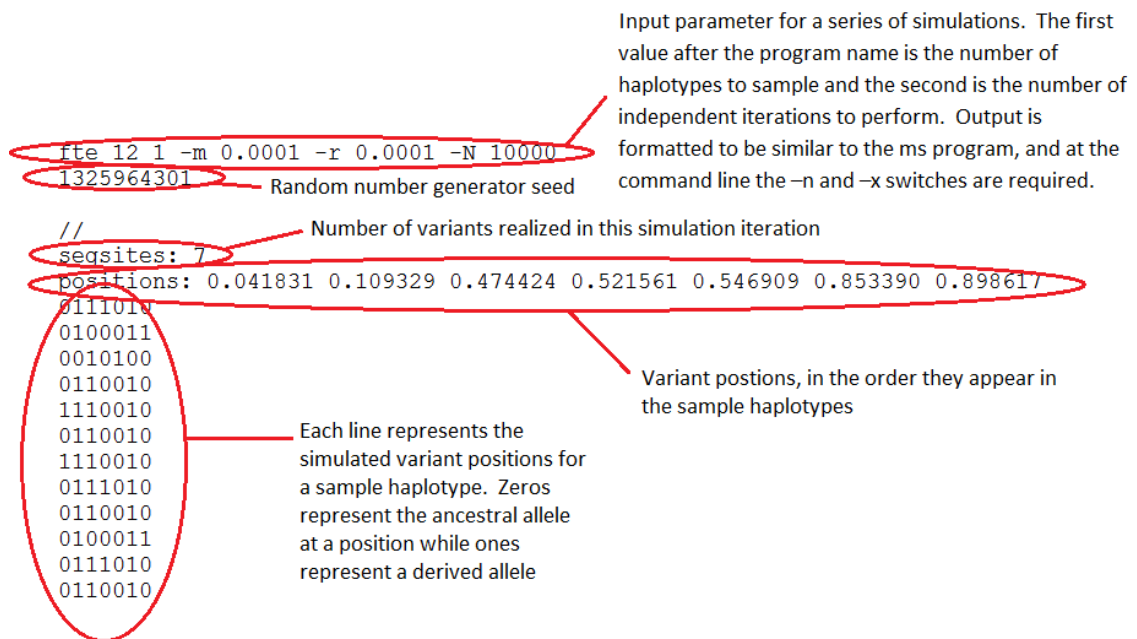 Input parameter for a series of simulations. The first
value after the program name is the number of
haplotypes to sample and the second is the number of
independent iterations to perform. Output is
formatted to be similar to the ms program, and at the
command line the –n and –x switches are required.
fte 12 1 -m 0.0001 -r 0.0001 -N 10000
1325964301
Random number generator seed
//
Number of variants realized in this simulation iteration
segsites: 7
positions: 0.041831 0.109329 0.474424 0.521561 0.546909 0.853390 0.898617
0111010
0100011
0010100
0110010
1110010
0110010
1110010
0111010
0110010
0100011
0111010
0110010
Variant postions, in the order they appear in
the sample haplotypes
Each line represents the
simulated variant positions for
a sample haplotype. Zeros
represent the ancestral allele
at a position while ones
represent a derived allele